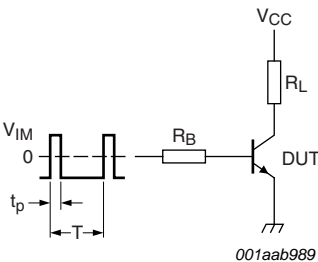 V_CC
R_L
V_IM
0
R_B
DUT
t_p
T
001aab989